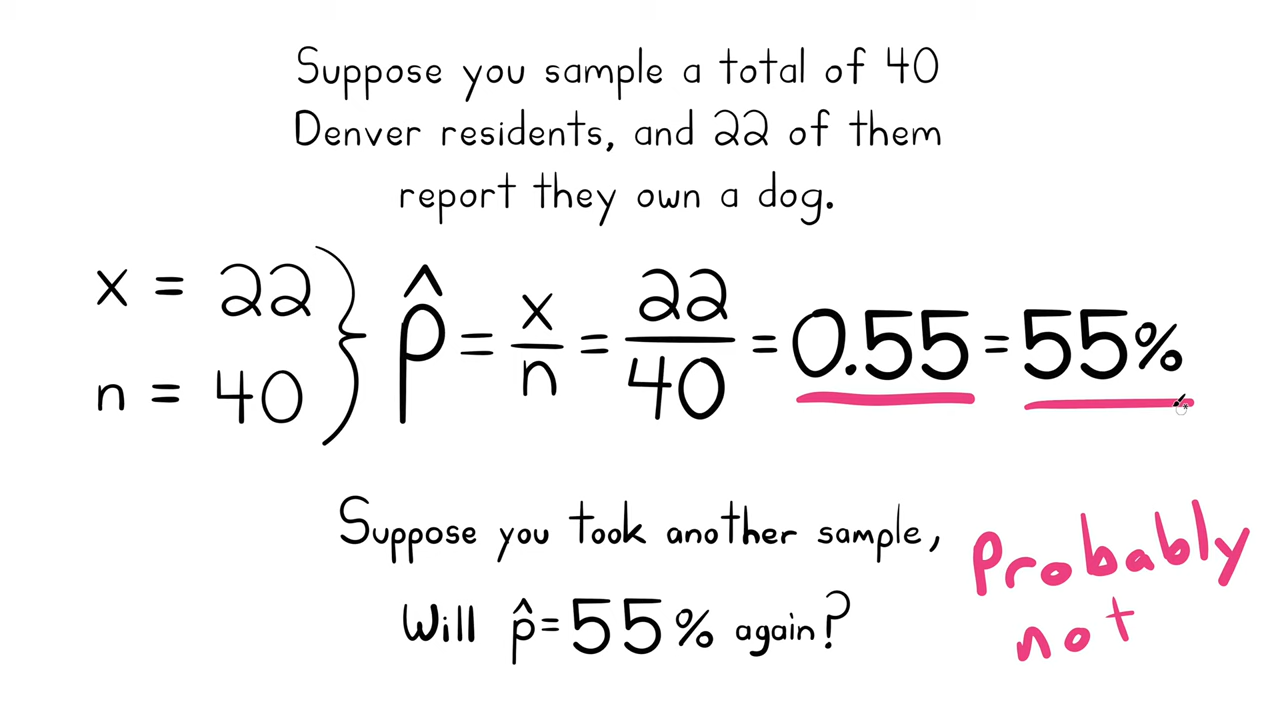 Suppose you sample a total of 40
Denver residents, and 22 of them
report they own a dog.
x = 22
n = 40
p̂ = x/n = 22/40 = 0.55 = 55%
Suppose you took another sample,
Will p̂ = 55% again?
Probably
not